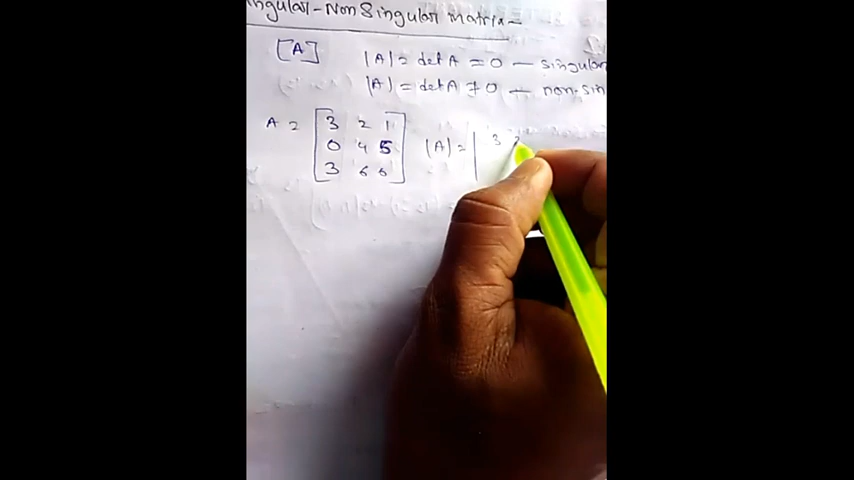 ngular - Non Singular matrix -
[A] |A| = det A = 0 — singular
|A| = det A ≠ 0 — non-sin
A = [3 2 1 |A| = | 3
0 4 5
3 6 6]